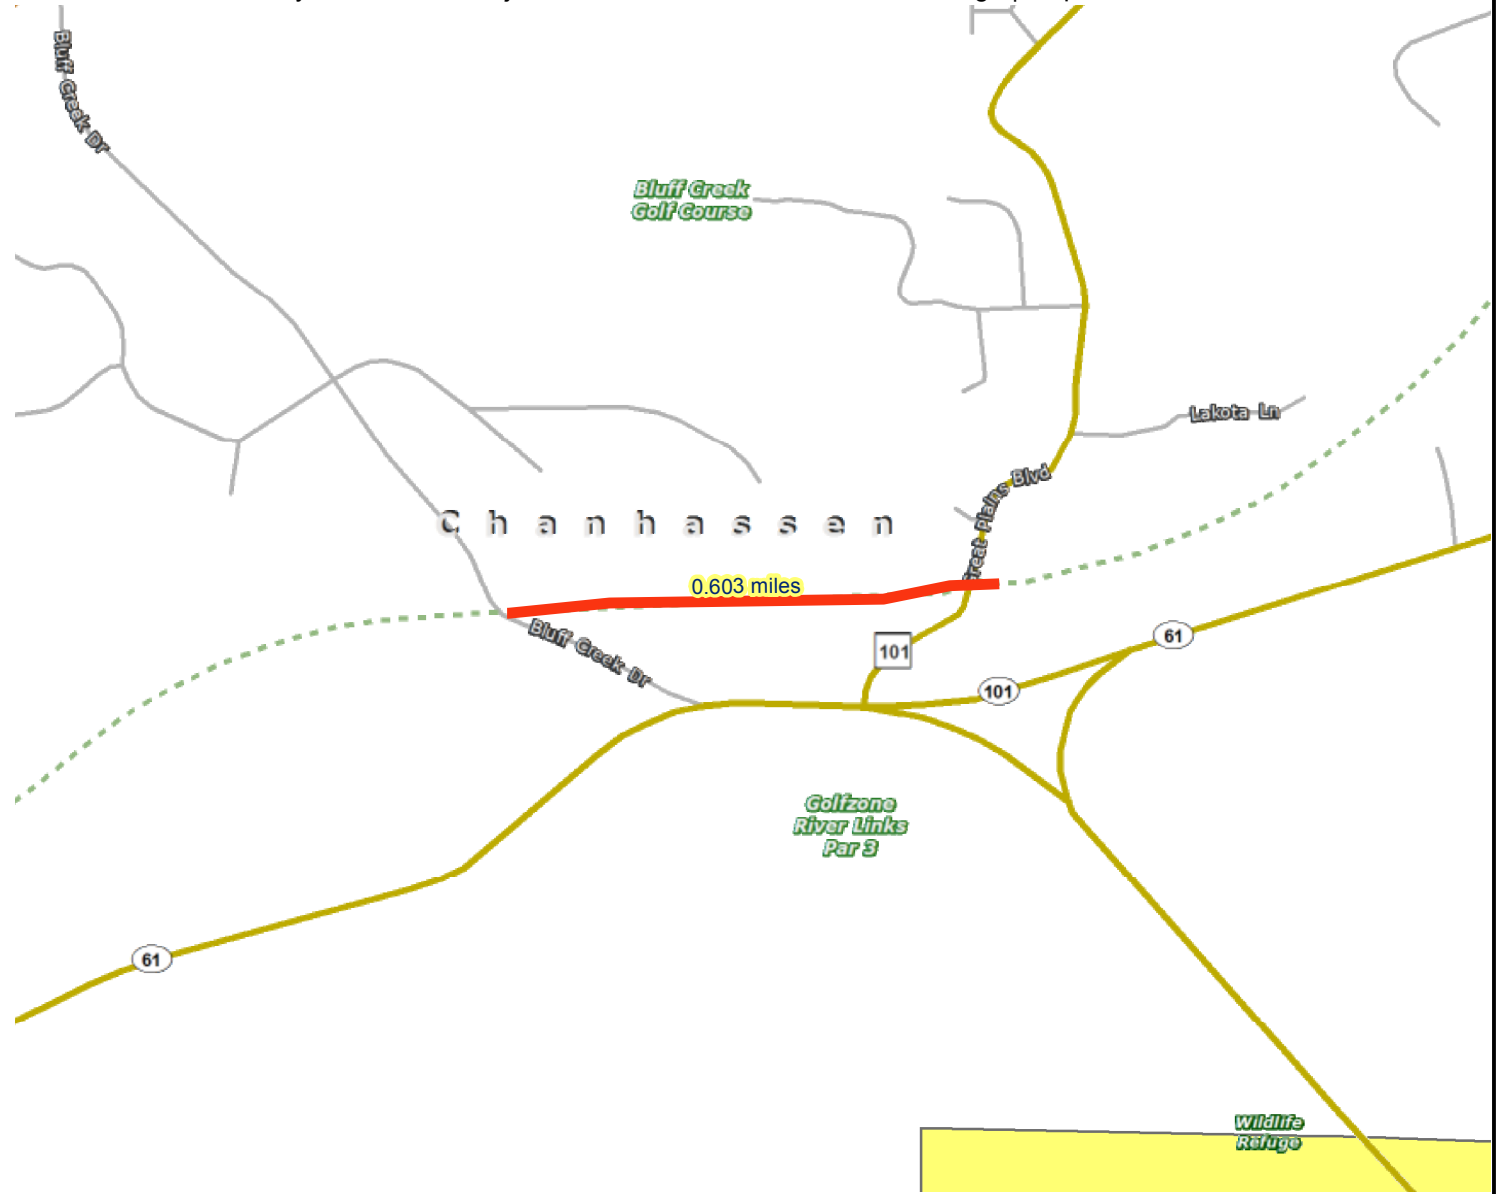 Bluff Creek Dr
Bluff Creek
Golf Course
Lakota Ln
Great Plains Blvd
Chanhassen
0.603 miles
Bluff Creek Dr
101
61
101
Golfzone
River Links
Par 3
61
Wildlife
Refuge